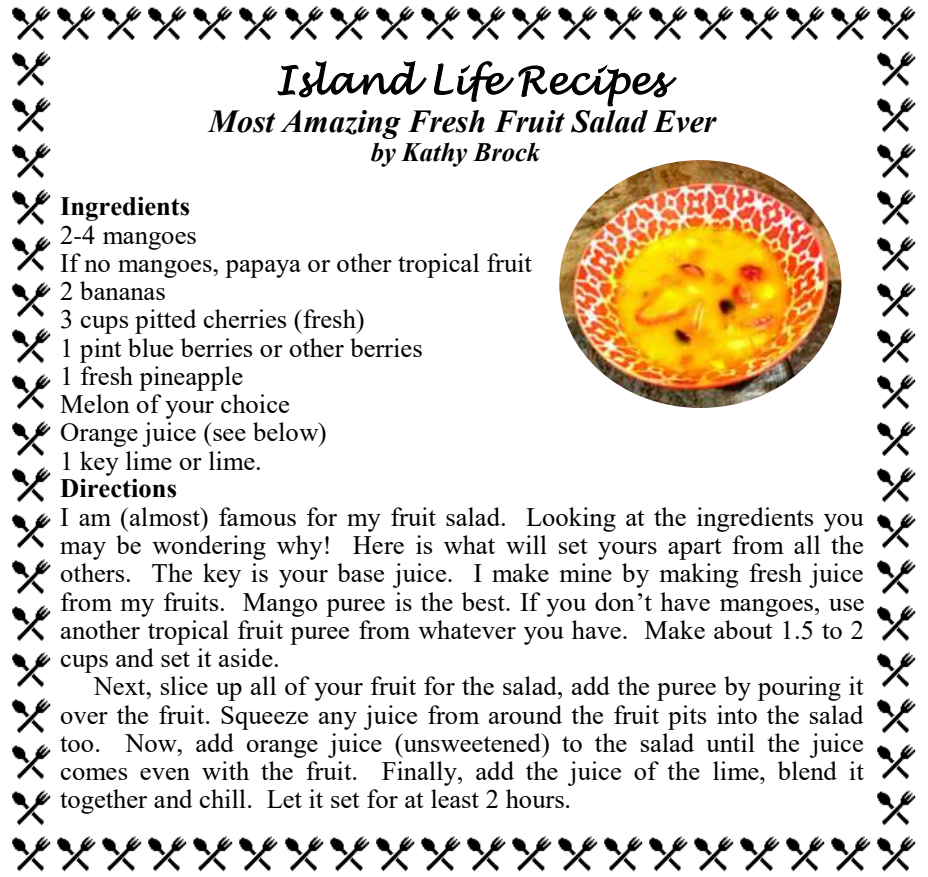 Island Life Recipes
Most Amazing Fresh Fruit Salad Ever
by Kathy Brock
Ingredients
2-4 mangoes
If no mangoes, papaya or other tropical fruit
2 bananas
3 cups pitted cherries (fresh)
1 pint blue berries or other berries
1 fresh pineapple
Melon of your choice
Orange juice (see below)
1 key lime or lime.
Directions
I am (almost) famous for my fruit salad.  Looking at the ingredients you
may be wondering why!  Here is what will set yours apart from all the
others.  The key is your base juice.  I make mine by making fresh juice
from my fruits.  Mango puree is the best. If you don’t have mangoes, use
another tropical fruit puree from whatever you have.  Make about 1.5 to 2
cups and set it aside.
Next, slice up all of your fruit for the salad, add the puree by pouring it
over the fruit. Squeeze any juice from around the fruit pits into the salad
too.  Now, add orange juice (unsweetened) to the salad until the juice
comes even with the fruit.  Finally, add the juice of the lime, blend it
together and chill.  Let it set for at least 2 hours.